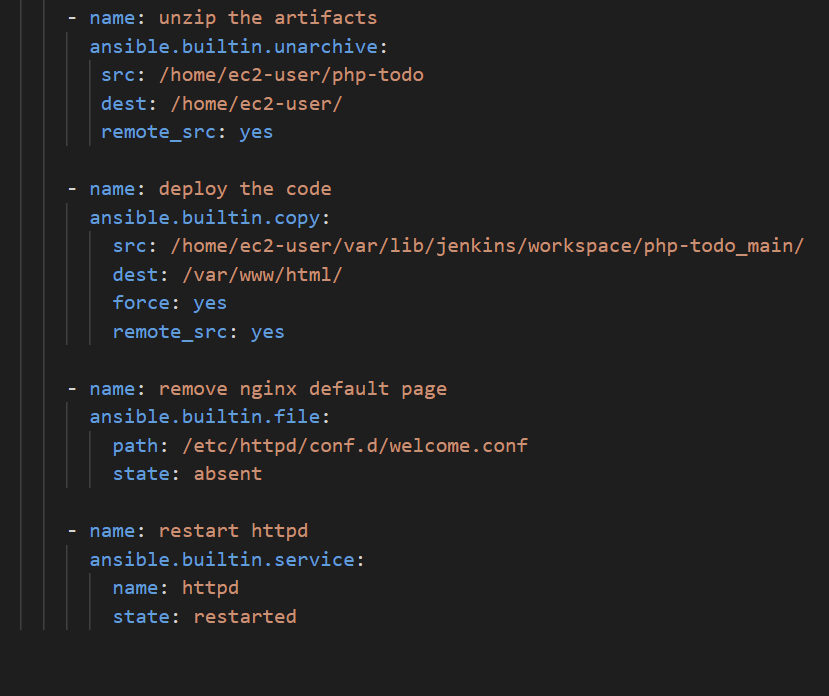 - name: unzip the artifacts
ansible.builtin.unarchive:
src: /home/ec2-user/php-todo
dest: /home/ec2-user/
remote_src: yes
- name: deploy the code
ansible.builtin.copy:
src: /home/ec2-user/var/lib/jenkins/workspace/php-todo_main/
dest: /var/www/html/
force: yes
remote_src: yes
- name: remove nginx default page
ansible.builtin.file:
path: /etc/httpd/conf.d/welcome.conf
state: absent
- name: restart httpd
ansible.builtin.service:
name: httpd
state: restarted